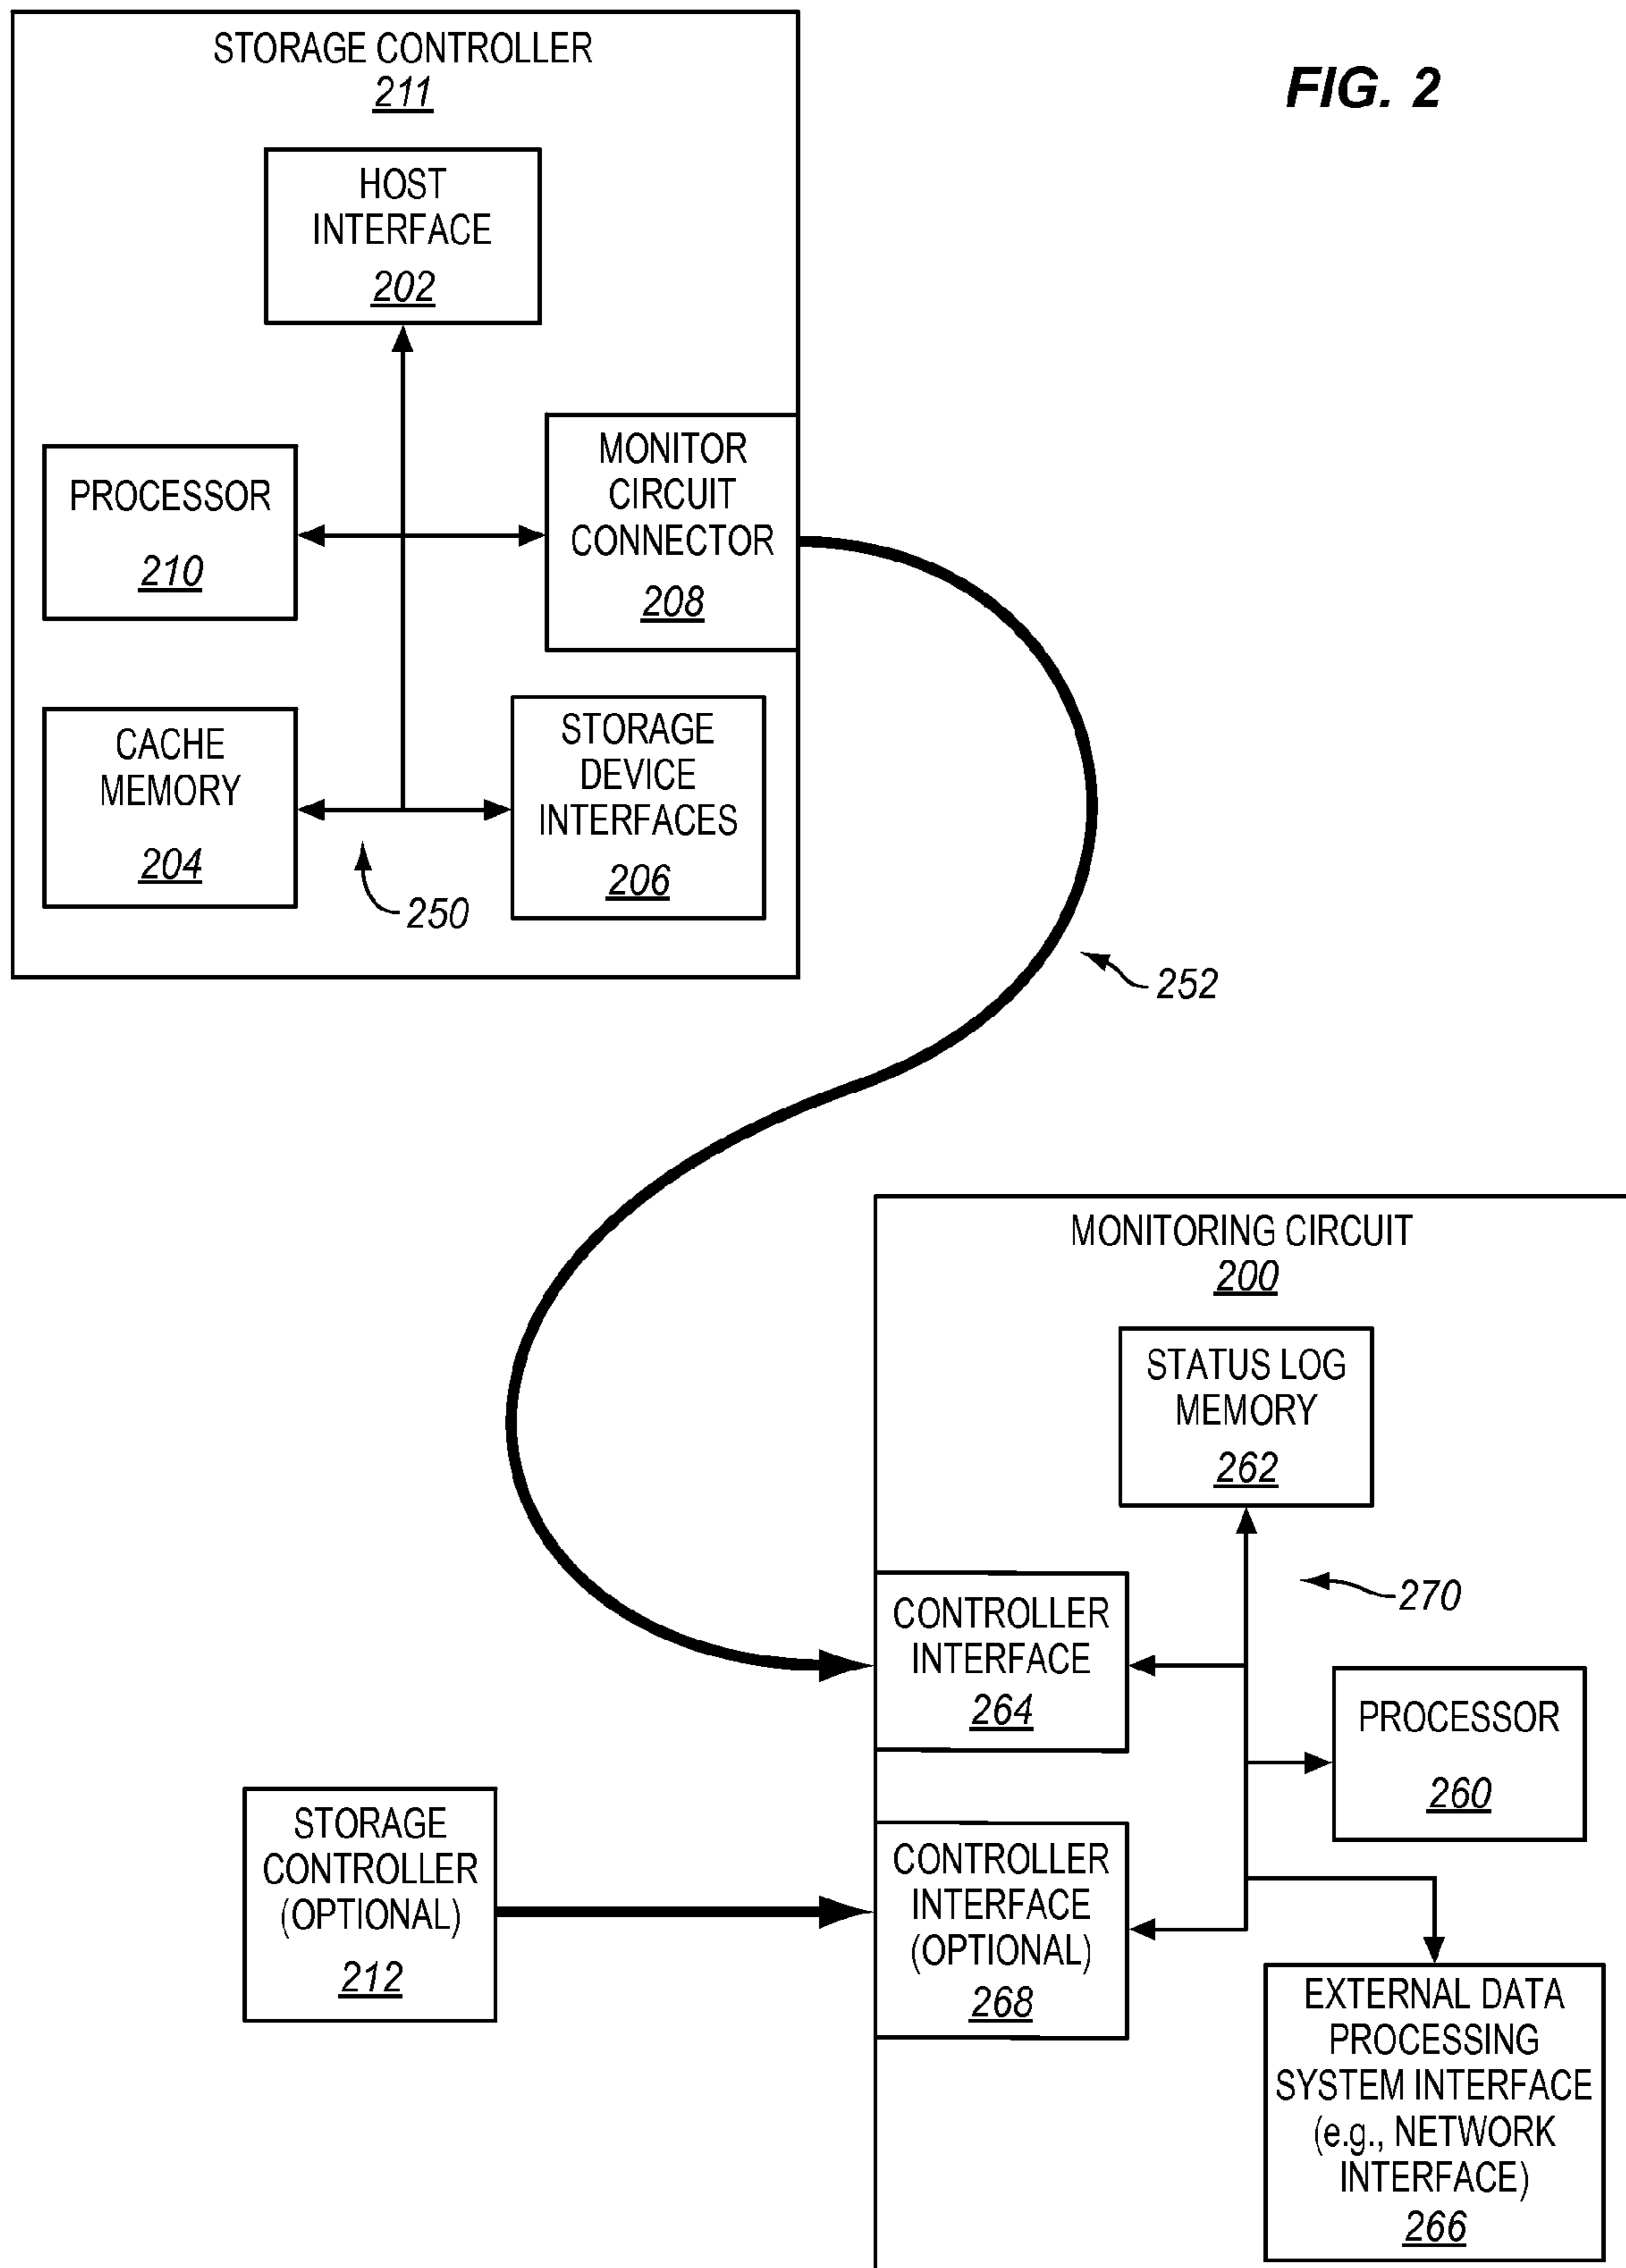 STORAGE CONTROLLER
211
FIG. 2
HOST
INTERFACE
202
PROCESSOR
210
MONITOR
CIRCUIT
CONNECTOR
208
CACHE
MEMORY
204
STORAGE
DEVICE
INTERFACES
206
250
252
MONITORING CIRCUIT
200
STATUS LOG
MEMORY
262
270
CONTROLLER
INTERFACE
264
PROCESSOR
260
STORAGE
CONTROLLER
(OPTIONAL)
212
CONTROLLER
INTERFACE
(OPTIONAL)
268
EXTERNAL DATA
PROCESSING
SYSTEM INTERFACE
(e.g., NETWORK
INTERFACE)
266